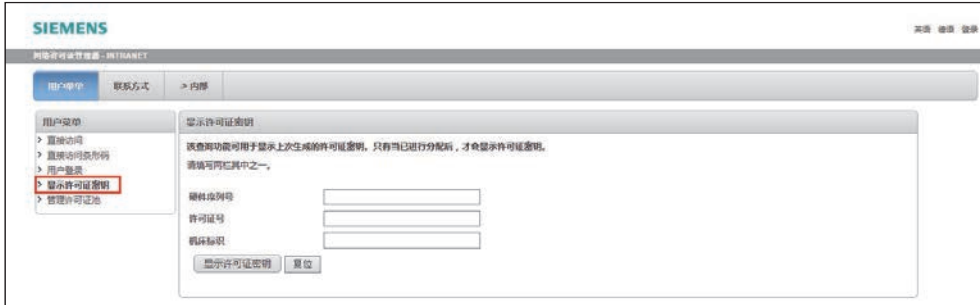 SIEMENS
英语 德语 登录
网络许可证管理器 - INTRANET
用户菜单 联系方式 > 内部
用户菜单
> 直接访问
> 直接访问条形码
> 用户登录
> 显示许可证密钥
> 管理许可证池
显示许可证密钥
该查询功能可用于显示上次生成的许可证密钥。只有当已进行分配后，才会显示许可证密钥。
请填写两栏其中之一。
硬件序列号
许可证号
机床标识
显示许可证密钥 复位